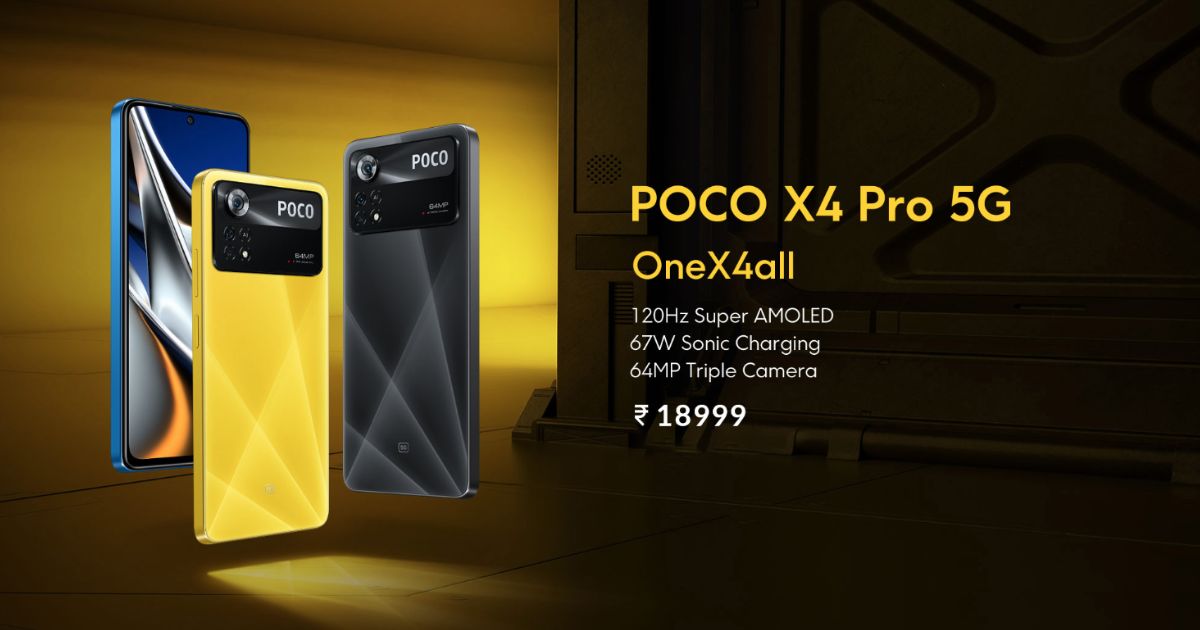 POCO
64MP
POCO
64MP
5G
POCO X4 Pro 5G
OneX4all
120Hz Super AMOLED
67W Sonic Charging
64MP Triple Camera
₹ 18999